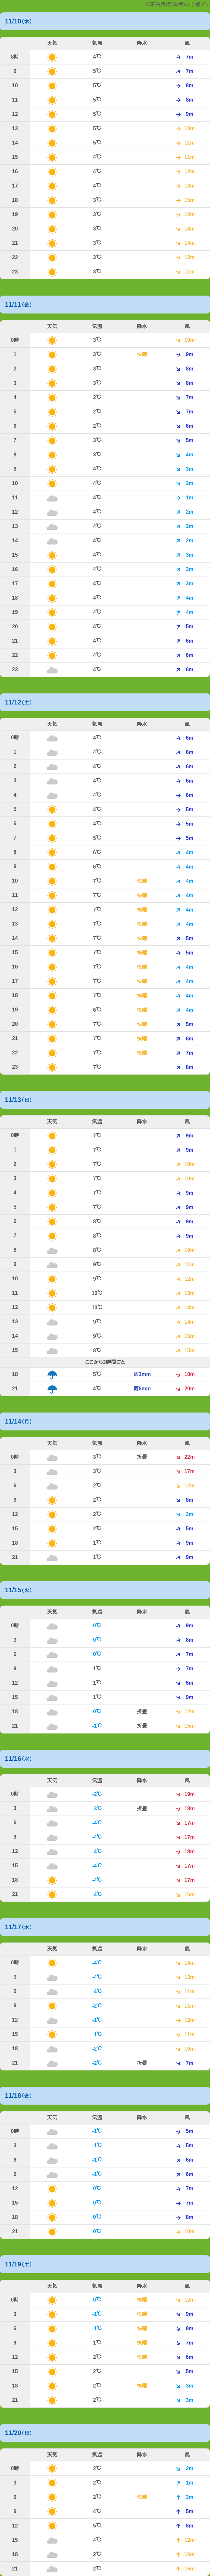 11/10(木)
天気 気温 降水 風
8時 4℃ 7m
9 5℃ 7m
10 5℃ 8m
11 5℃ 8m
12 5℃ 9m
13 5℃ 10m
14 5℃ 11m
15 4℃ 11m
16 4℃ 12m
17 4℃ 13m
18 3℃ 15m
19 3℃ 14m
20 3℃ 14m
21 3℃ 14m
22 3℃ 12m
23 3℃ 11m
11/11(金)
天気 気温 降水 風
0時 3℃ 10m
1 3℃ 快晴 9m
2 3℃ 8m
3 3℃ 8m
4 2℃ 7m
5 2℃ 7m
6 2℃ 6m
7 3℃ 5m
8 3℃ 4m
9 4℃ 3m
10 4℃ 2m
11 4℃ 1m
12 4℃ 2m
13 4℃ 2m
14 4℃ 2m
15 4℃ 3m
16 4℃ 3m
17 4℃ 3m
18 4℃ 4m
19 4℃ 4m
20 4℃ 5m
21 4℃ 6m
22 4℃ 6m
23 4℃ 6m
11/12(土)
天気 気温 降水 風
0時 4℃ 6m
1 4℃ 6m
2 4℃ 6m
3 4℃ 6m
4 4℃ 6m
5 4℃ 5m
6 4℃ 5m
7 5℃ 5m
8 6℃ 4m
9 6℃ 4m
10 7℃ 快晴 4m
11 7℃ 快晴 4m
12 7℃ 快晴 4m
13 7℃ 快晴 4m
14 7℃ 快晴 5m
15 7℃ 快晴 5m
16 7℃ 快晴 4m
17 7℃ 快晴 4m
18 7℃ 快晴 4m
19 6℃ 快晴 4m
20 7℃ 快晴 5m
21 7℃ 快晴 6m
22 7℃ 快晴 7m
23 7℃ 8m
11/13(日)
天気 気温 降水 風
0時 7℃ 9m
1 7℃ 9m
2 7℃ 10m
3 7℃ 10m
4 7℃ 9m
5 7℃ 9m
6 8℃ 9m
7 8℃ 9m
8 8℃ 10m
9 9℃ 11m
10 9℃ 12m
11 10℃ 13m
12 10℃ 14m
13 9℃ 14m
14 9℃ 15m
15 8℃ 15m
ここから3時間ごと
18 5℃ 雨3mm 18m
21 4℃ 雨6mm 20m
11/14(月)
天気 気温 降水 風
0時 3℃ 折畳 22m
3 3℃ 17m
6 2℃ 12m
9 2℃ 8m
12 2℃ 3m
15 2℃ 5m
18 1℃ 9m
21 1℃ 9m
11/15(火)
天気 気温 降水 風
0時 0℃ 9m
3 0℃ 8m
6 0℃ 7m
9 1℃ 7m
12 1℃ 6m
15 1℃ 9m
18 0℃ 折畳 12m
21 -1℃ 折畳 15m
11/16(水)
天気 気温 降水 風
0時 -2℃ 19m
3 -3℃ 折畳 18m
6 -4℃ 17m
9 -4℃ 17m
12 -4℃ 18m
15 -4℃ 17m
18 -4℃ 17m
21 -4℃ 16m
11/17(木)
天気 気温 降水 風
0時 -4℃ 14m
3 -4℃ 13m
6 -4℃ 11m
9 -2℃ 11m
12 -1℃ 12m
15 -1℃ 11m
18 -2℃ 10m
21 -2℃ 折畳 7m
11/18(金)
天気 気温 降水 風
0時 -1℃ 5m
3 -1℃ 5m
6 -1℃ 6m
9 -1℃ 6m
12 0℃ 7m
15 0℃ 7m
18 0℃ 8m
21 0℃ 10m
11/19(土)
天気 気温 降水 風
0時 0℃ 快晴 12m
3 -1℃ 快晴 9m
6 -1℃ 快晴 8m
9 1℃ 快晴 7m
12 2℃ 快晴 6m
15 2℃ 5m
18 2℃ 快晴 3m
21 2℃ 3m
11/20(日)
天気 気温 降水 風
0時 2℃ 2m
3 2℃ 1m
6 2℃ 快晴 3m
9 4℃ 5m
12 5℃ 8m
15 4℃ 12m
18 2℃ 16m
21 2℃ 16m